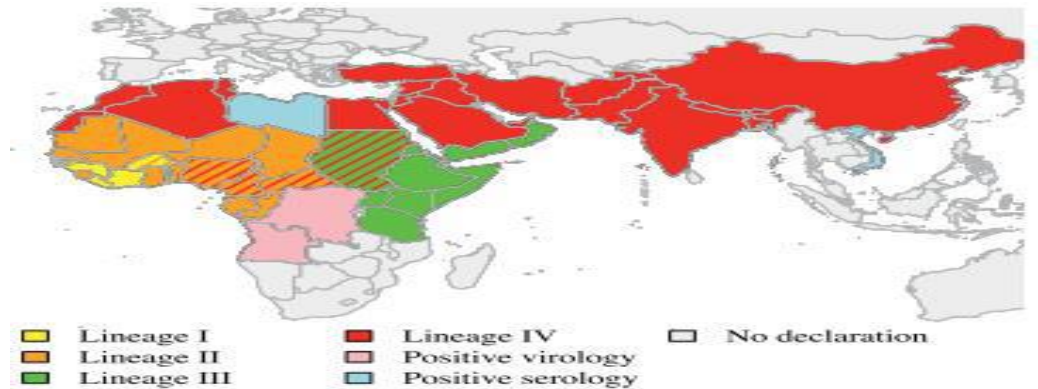 Lineage I
Lineage II
Lineage III
Lineage IV
Positive virology
Positive serology
No declaration